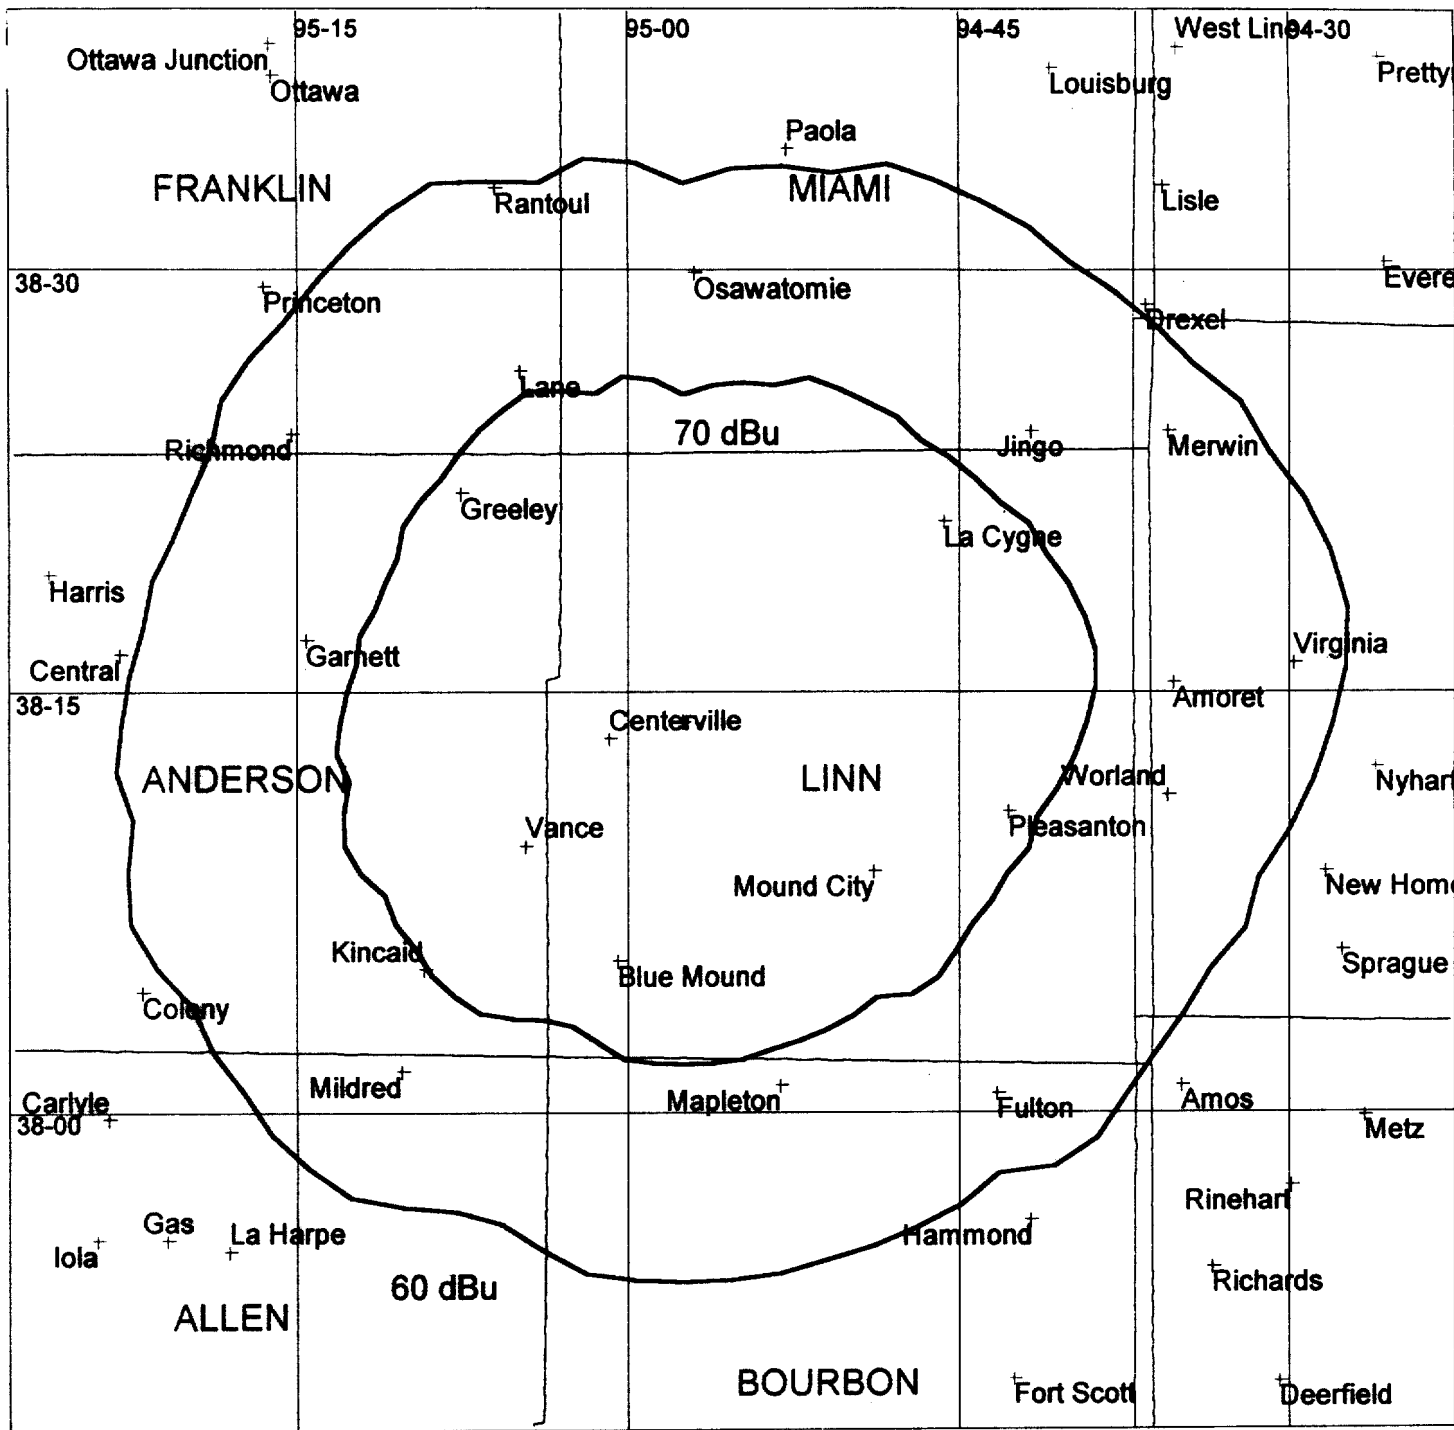 95-15
95-00
94-45
West Line
94-30
Ottawa Junction
Ottawa
Louisburg
Pretty
Paola
FRANKLIN
MIAMI
Rantoul
Lisle
38-30
Osawatomie
Evere
Princeton
Drexel
Lane
70 dBu
Richmond
Jingo
Merwin
Greeley
La Cygne
Harris
Garnett
Central
Virginia
38-15
Amoret
Centerville
ANDERSON
LINN
Worland
Nyhart
Vance
Pleasanton
Mound City
New Home
Kincaid
Blue Mound
Sprague
Colony
Mildred
Mapleton
Fulton
Amos
Carlyle
38-00
Metz
Rinehart
Gas
La Harpe
Hammond
Iola
60 dBu
Richards
ALLEN
BOURBON
Fort Scott
Deerfield